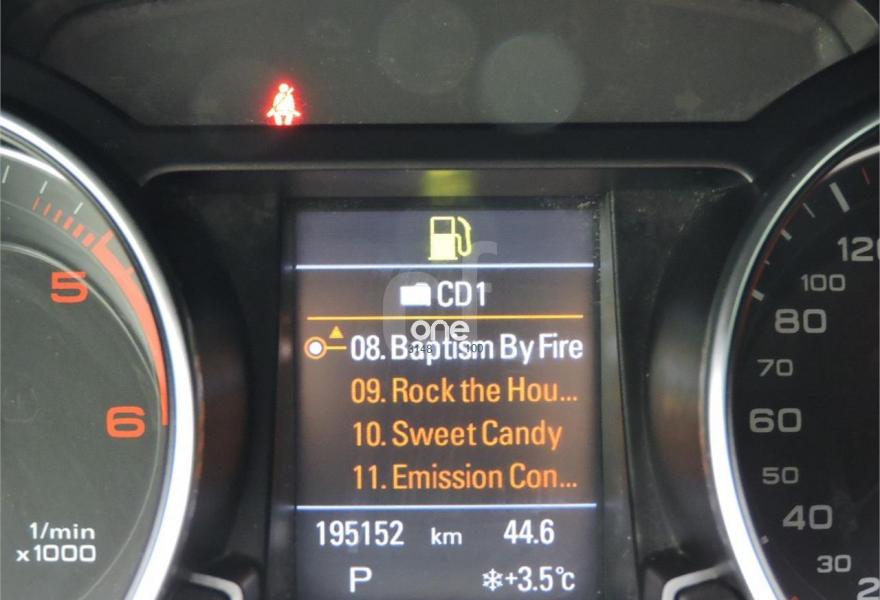 CD1
08. Baptism By Fire
09. Rock the Hou...
10. Sweet Candy
11. Emission Con...
195152 km 44.6
P +3.5°c
5
6
1/min
x1000
120
100
80
70
60
50
40
30
2
one